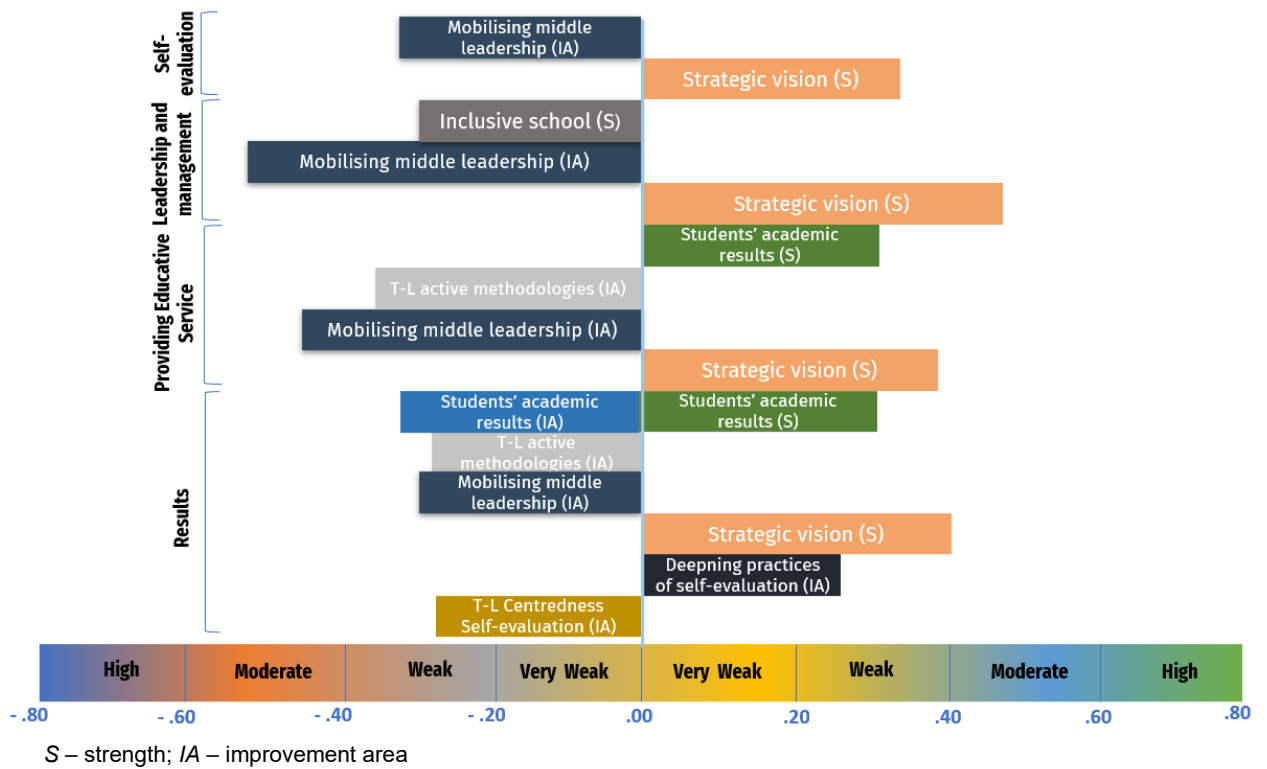 Self-
evaluation
Mobilising middle
leadership (IA)
Strategic vision (S)
Leadership and
management
Inclusive school (S)
Mobilising middle leadership (IA)
Strategic vision (S)
Providing Educative
Service
Students’ academic
results (S)
T-L active methodologies (IA)
Mobilising middle leadership (IA)
Strategic vision (S)
Results
Students’ academic
results (IA)
Students’ academic
results (S)
T-L active
methodologies (IA)
Mobilising middle
leadership (IA)
Strategic vision (S)
Deepning practices
of self-evaluation (IA)
T-L Centredness
Self-evaluation (IA)
High Moderate Weak Very Weak Very Weak Weak Moderate High
- .80 - .60 - .40 - .20 .00 .20 .40 .60 .80
S – strength; IA – improvement area